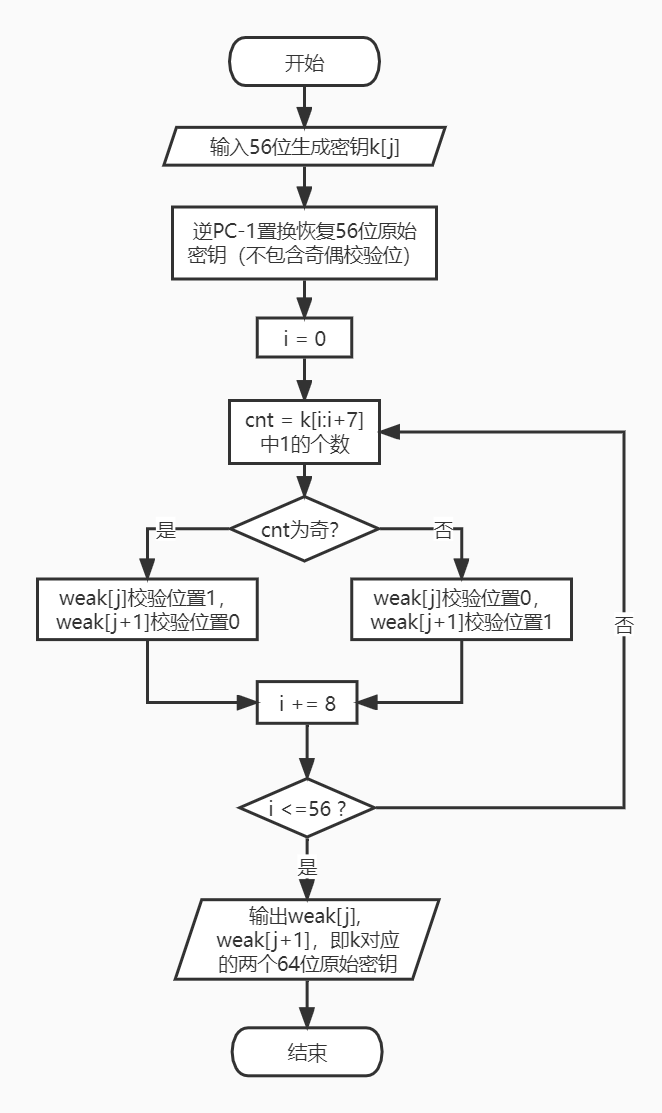 开始
输入56位生成密钥k[j]
逆PC-1置换恢复56位原始
密钥（不包含奇偶校验位）
i = 0
cnt = k[i:i+7]
中1的个数
cnt为奇?
是
否
weak[j]校验位置1，
weak[j+1]校验位置0
weak[j]校验位置0，
weak[j+1]校验位置1
否
i += 8
i <=56 ?
是
输出weak[j],
weak[j+1]，即k对应
的两个64位原始密钥
结束